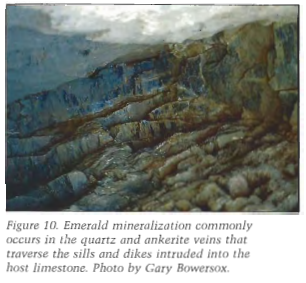 Figure 10. Emerald mineralization commonly
occurs in the quartz and ankerite veins that
traverse the sills and dikes intruded into the
host limestone. Photo by Gary Bowersox.